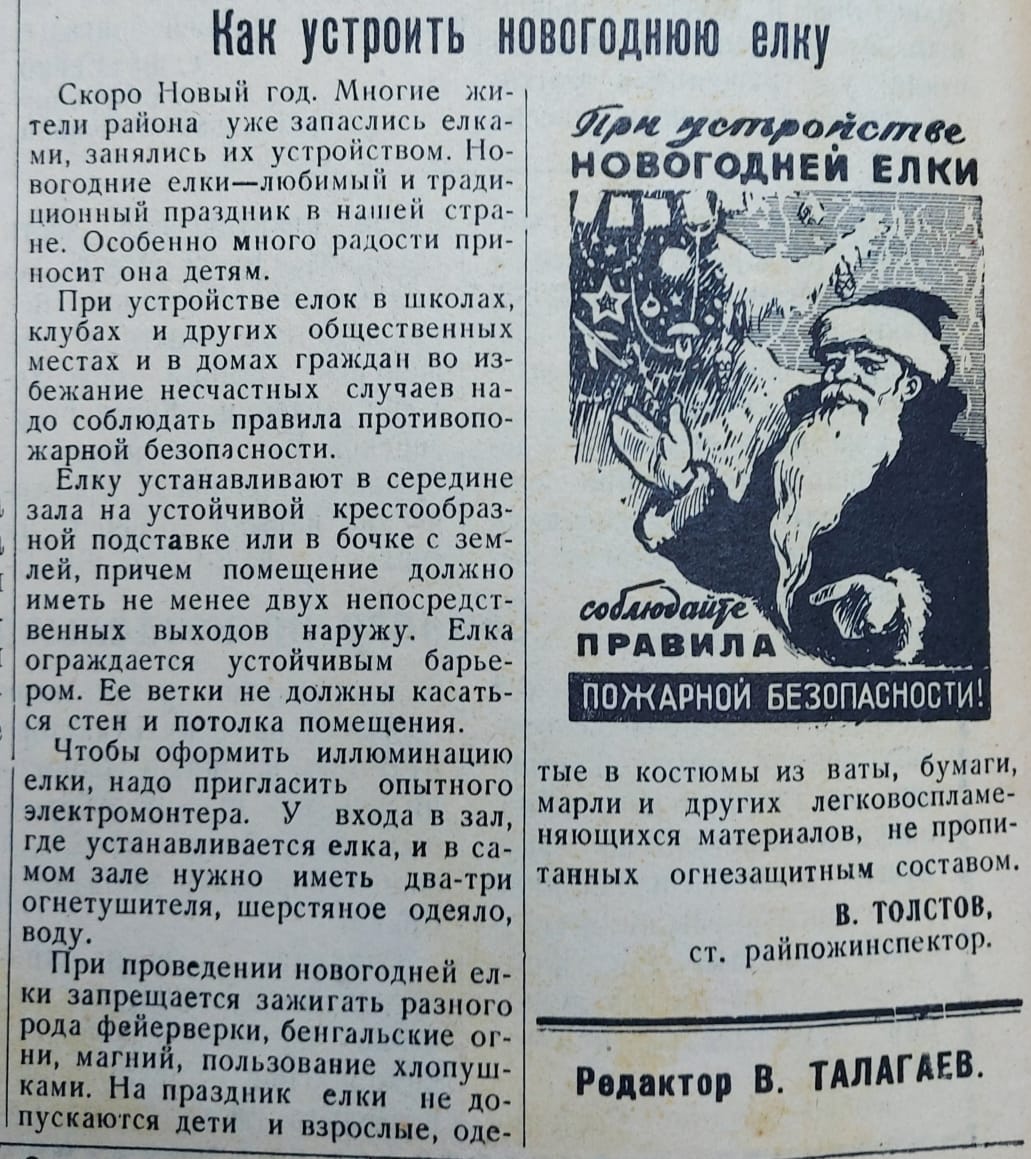 Как устроить новогоднюю елку
Скоро Новый год. Многие жи-
тели района уже запаслись елка-
ми, занялись их устройством. Но-
вогодние елки—любимый и тради-
ционный праздник в нашей стра-
не. Особенно много радости при-
носит она детям.
При устройстве елок в школах,
клубах и других общественных
местах и в домах граждан во из-
бежание несчастных случаев на-
до соблюдать правила противопо-
жарной безопасности.
Елку устанавливают в середине
зала на устойчивой крестообраз-
ной подставке или в бочке с зем-
лей, причем помещение должно
иметь не менее двух непосредст-
венных выходов наружу. Елка
ограждается устойчивым барье-
ром. Ее ветки не должны касать-
ся стен и потолка помещения.
Чтобы оформить иллюминацию
елки, надо пригласить опытного
электромонтера. У входа в зал,
где устанавливается елка, и в са-
мом зале нужно иметь два-три
огнетушителя, шерстяное одеяло,
воду.
При проведении новогодней ел-
ки запрещается зажигать разного
рода фейерверки, бенгальские ог-
ни, магний, пользование хлопуш-
ками. На праздник елки не до-
пускаются дети и взрослые, оде-
При устройстве
НОВОГОДНЕЙ ЕЛКИ
соблюдайте
ПРАВИЛА
ПОЖАРНОЙ БЕЗОПАСНОСТИ!
тые в костюмы из ваты, бумаги,
марли и других легковоспламе-
няющихся материалов, не пропи-
танных огнезащитным составом.
В. ТОЛСТОВ,
ст. райпожинспектор.
Редактор В. ТАЛАГАЕВ.